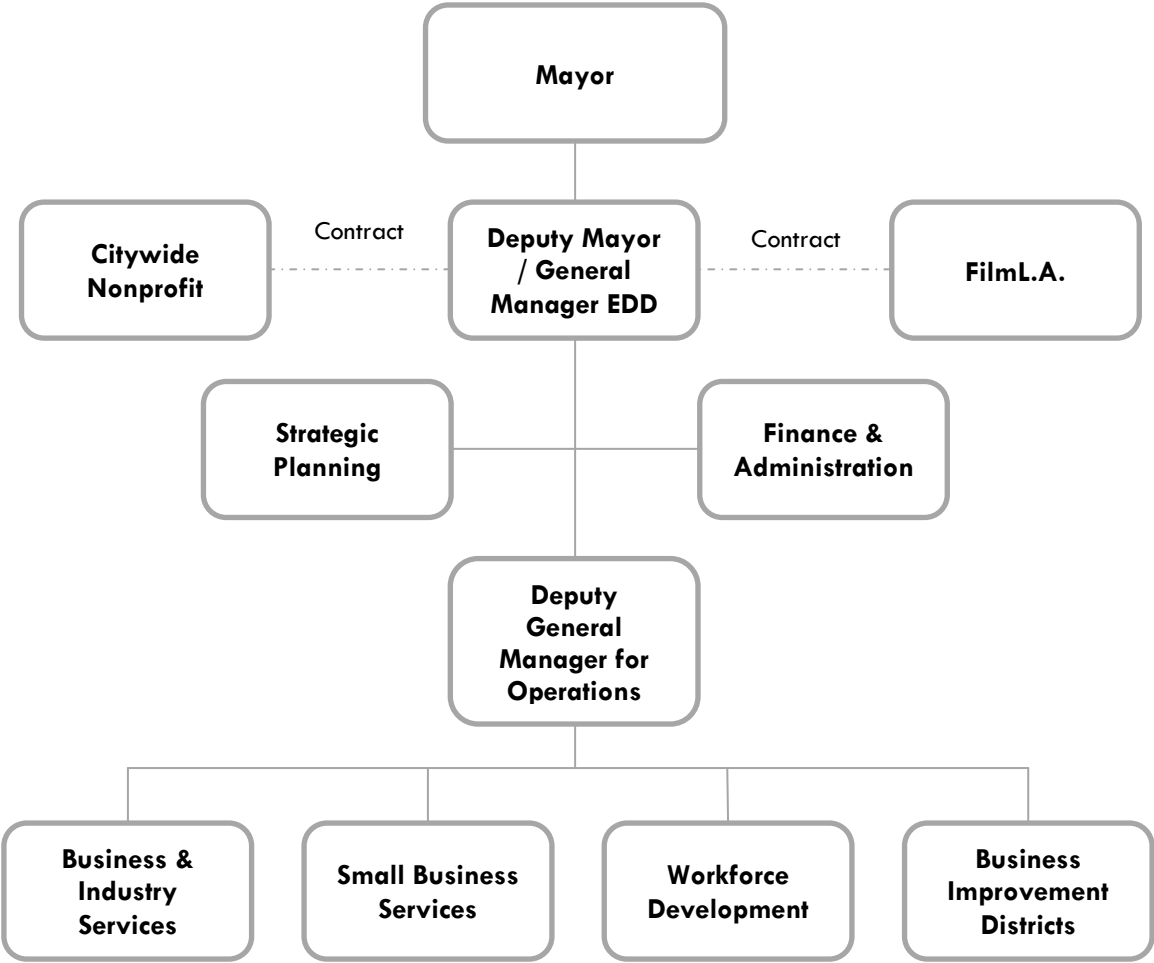 Mayor
Citywide
Nonprofit
Contract
Deputy Mayor
/ General
Manager EDD
Contract
FilmL.A.
Strategic
Planning
Finance &
Administration
Deputy
General
Manager for
Operations
Business &
Industry
Services
Small Business
Services
Workforce
Development
Business
Improvement
Districts